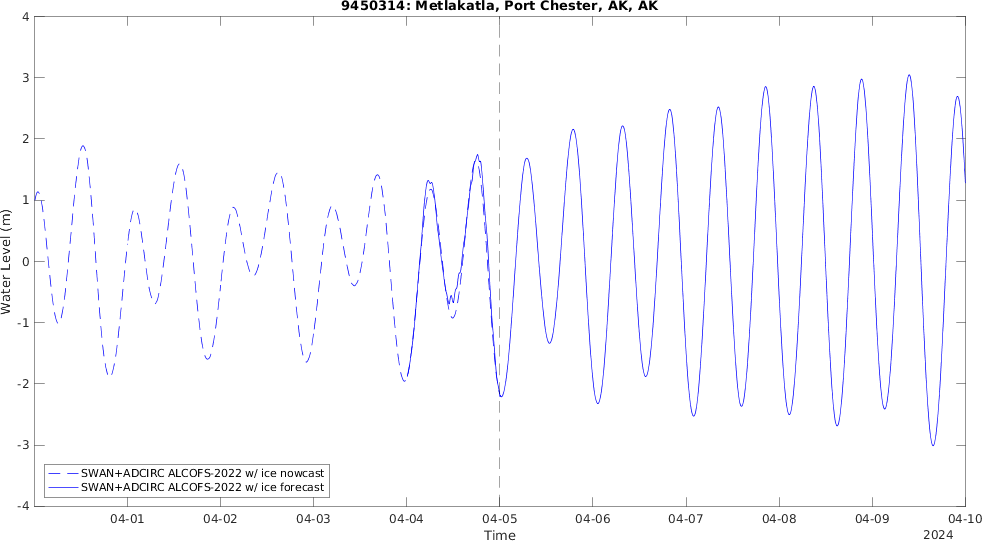 9450314: Metlakatla, Port Chester, AK, AK
4
3
2
1
0
-1
-2
-3
-4
Water Level (m)
SWAN+ADCIRC ALCOFS-2022 w/ ice nowcast
SWAN+ADCIRC ALCOFS-2022 w/ ice forecast
04-01 04-02 04-03 04-04 04-05 04-06 04-07 04-08 04-09 04-10
Time
2024